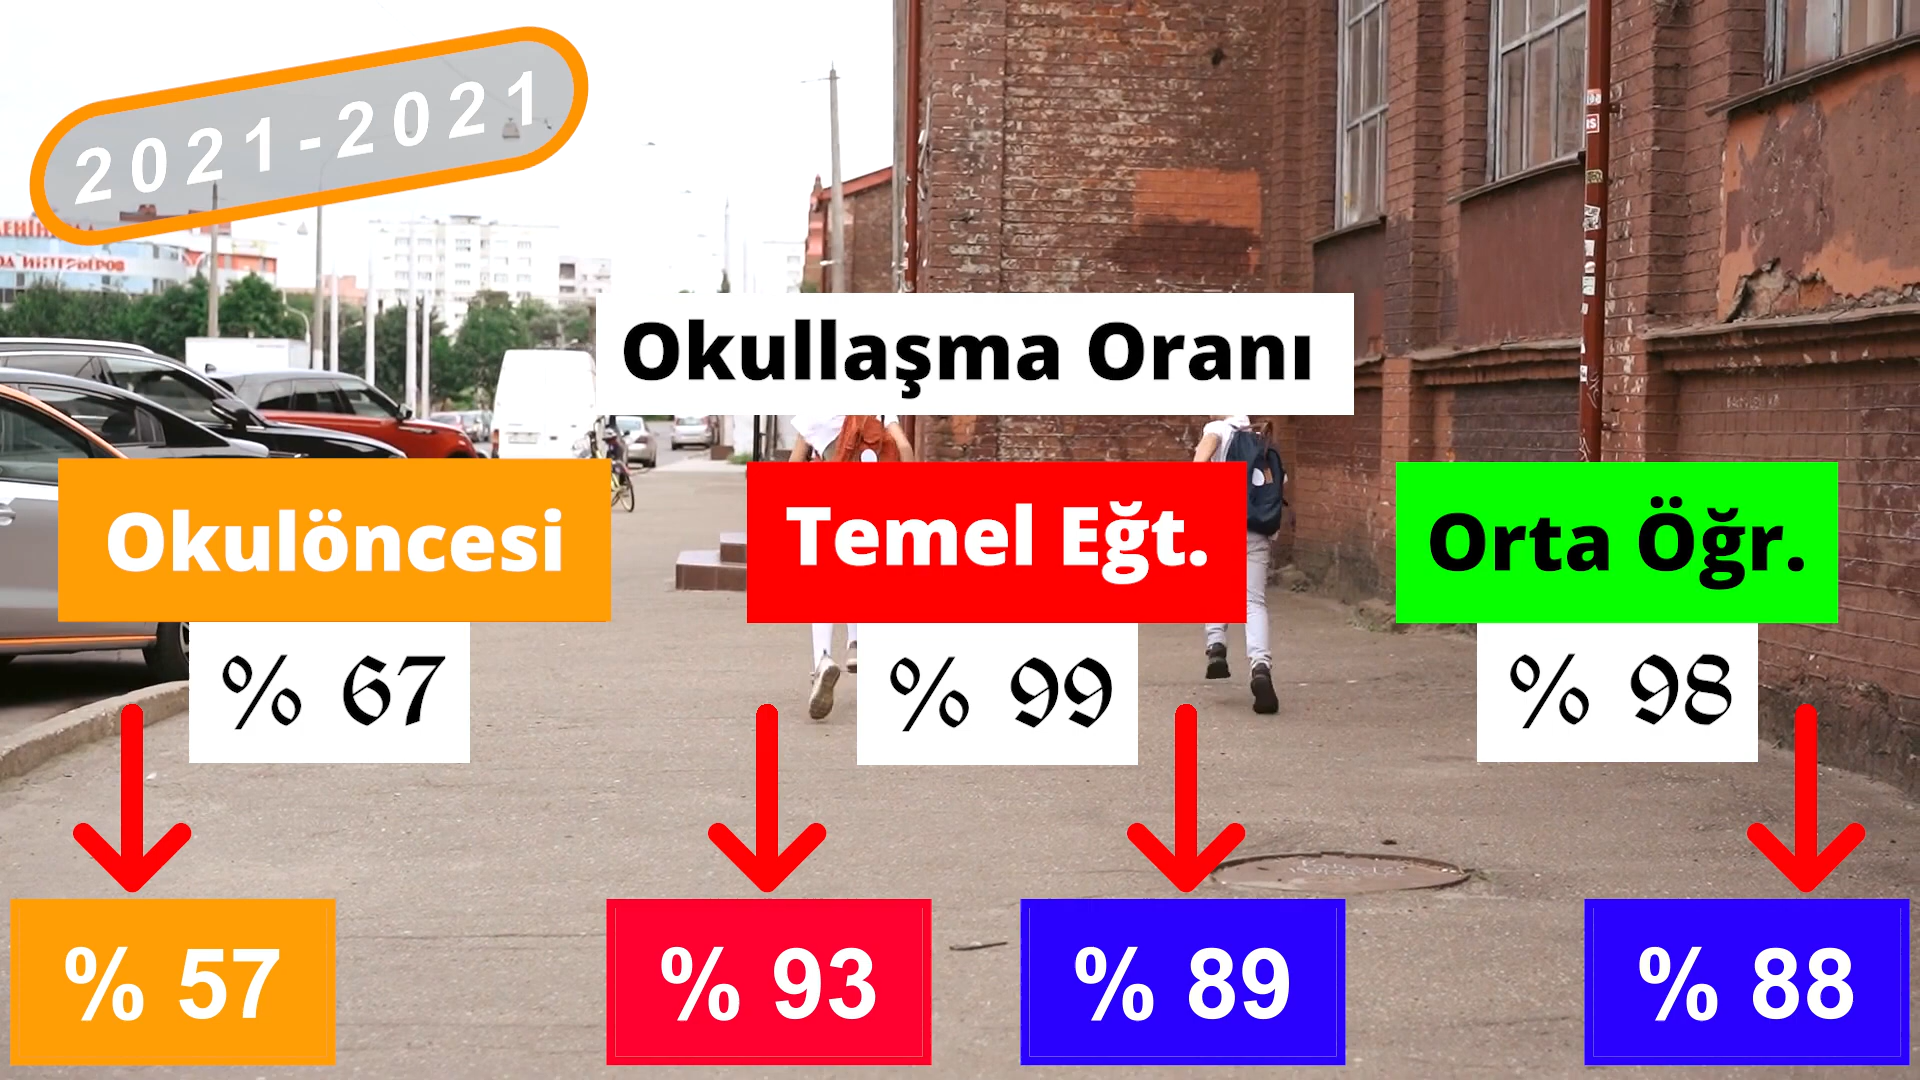 2021-2021
Okullaşma Oranı
Okulöncesi
Temel Eğt.
Orta Öğr.
% 67
% 99
% 98
% 57
% 93
% 89
% 88